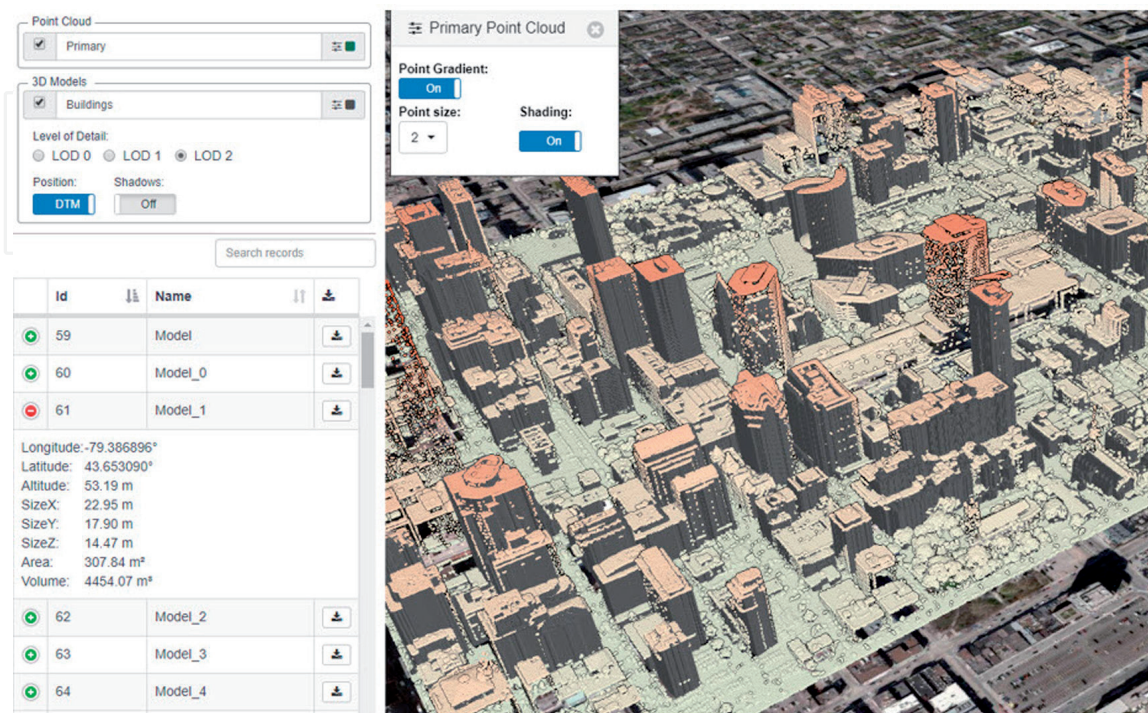 Point Cloud
Primary
3D Models
Buildings
Level of Detail:
LOD 0 LOD 1 LOD 2
Position: Shadows:
DTM Off
Search records
Id Name
59 Model
60 Model_0
61 Model_1
Longitude: -79.386896°
Latitude: 43.653090°
Altitude: 53.19 m
SizeX: 22.95 m
SizeY: 17.90 m
SizeZ: 14.47 m
Area: 307.84 m²
Volume: 4454.07 m³
62 Model_2
63 Model_3
64 Model_4
Primary Point Cloud
Point Gradient:
On
Point size: Shading:
2 On